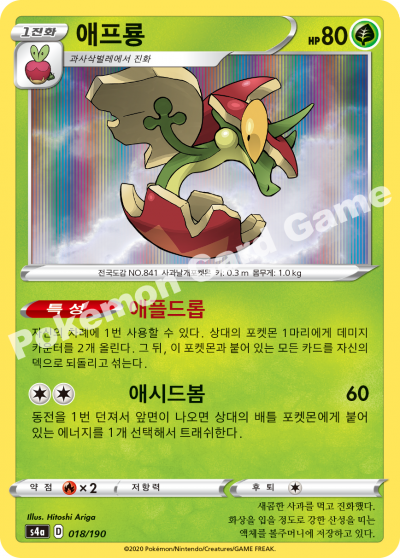 1진화 애프룡 HP 80
과사삭벌레에서 진화
전국도감 NO.841 사과날개포켓몬 키: 0.3 m 몸무게: 1.0 kg
특성 애플드롭
자신의 차례에 1번 사용할 수 있다. 상대의 포켓몬 1마리에게 데미지
카운터를 2개 올린다. 그 뒤, 이 포켓몬과 붙어 있는 모든 카드를 자신의
덱으로 되돌리고 섞는다.
애시드봄 60
동전을 1번 던져서 앞면이 나오면 상대의 배틀 포켓몬에게 붙어
있는 에너지를 1개 선택해서 트래쉬한다.
약점 ×2 저항력 후퇴
Illus. Hitoshi Ariga
s4a D 018/190
새콤한 사과를 먹고 진화했다.
화상을 입을 정도로 강한 산성을 띠는
액체를 볼주머니에 저장하고 있다.
©2020 Pokémon/Nintendo/Creatures/GAME FREAK.
Pokémon Card Game